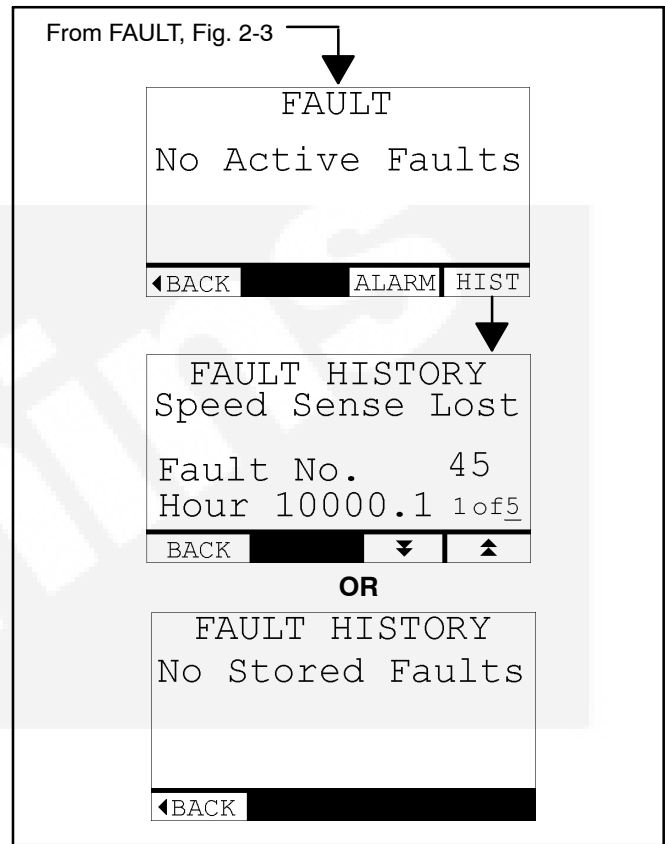 From FAULT, Fig. 2-3
FAULT
No Active Faults
◀BACK ALARM HIST
FAULT HISTORY
Speed Sense Lost
Fault No. 45
Hour 10000.1 1of5
BACK
OR
FAULT HISTORY
No Stored Faults
◀BACK